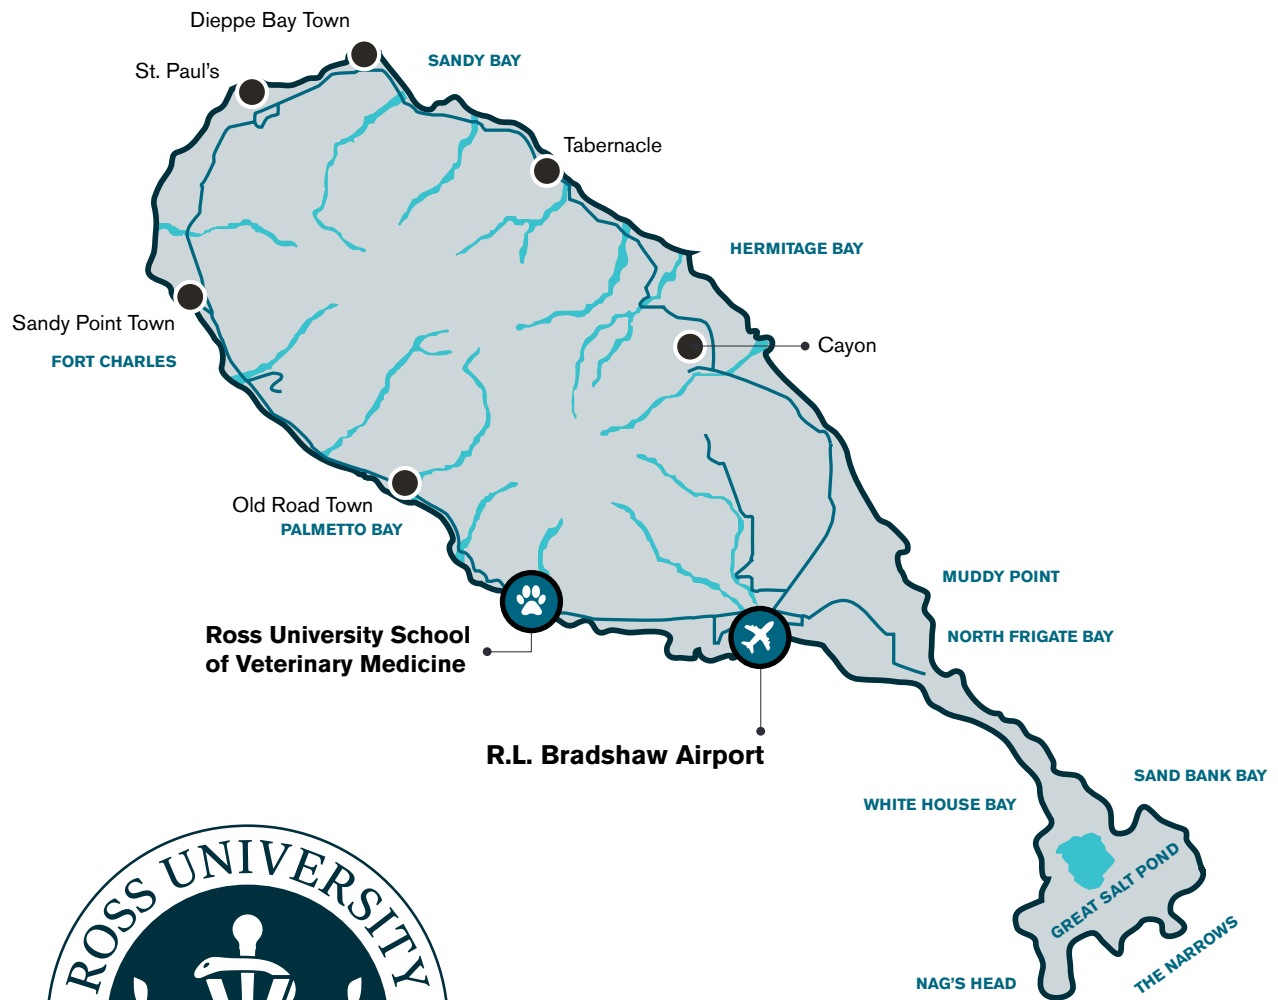 Dieppe Bay Town
SANDY BAY
St. Paul's
Tabernacle
HERMITAGE BAY
Sandy Point Town
FORT CHARLES
Cayon
Old Road Town
PALMETTO BAY
MUDDY POINT
Ross University School
of Veterinary Medicine
NORTH FRIGATE BAY
R.L. Bradshaw Airport
SAND BANK BAY
WHITE HOUSE BAY
GREAT SALT POND
THE NARROWS
NAG'S HEAD
ROSS UNIVERSITY